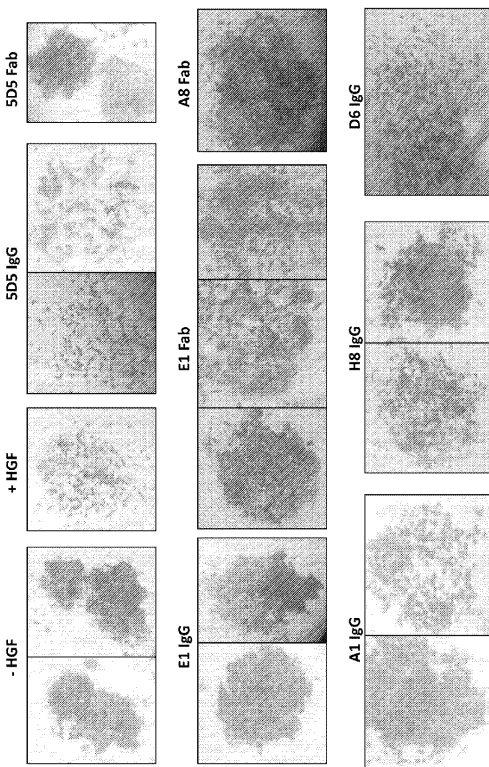 - HGF
+ HGF
5D5 IgG
5D5 Fab
E1 IgG
E1 Fab
A8 Fab
A1 IgG
H8 IgG
D6 IgG